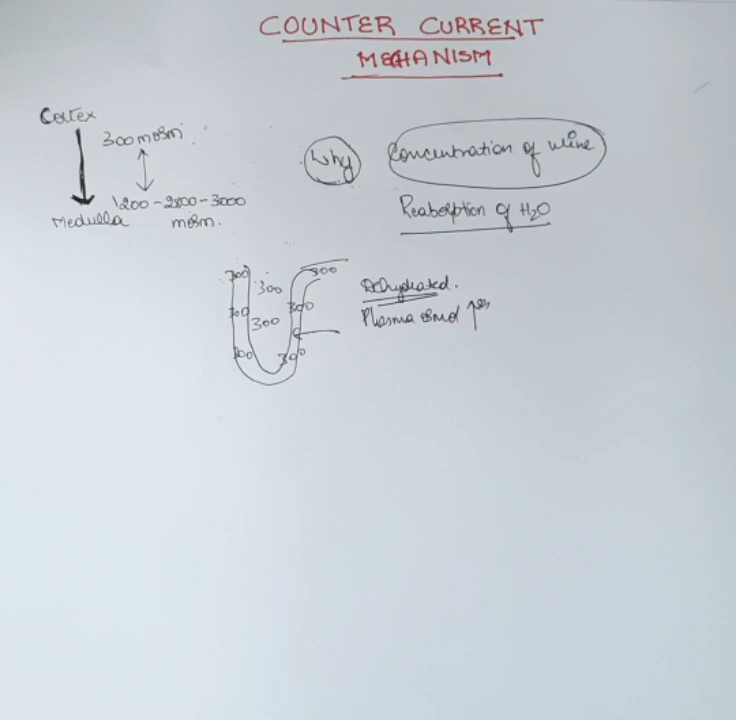 COUNTER CURRENT
MECHANISM
Cortex
300 mosm
1200 - 2800 - 3000
Medulla mosm.
Why
Concentration of urine
Reabsorption of H2O
300 300 300
300 300 300
300 300
Dehydrated.
Plasma osmol ↑es